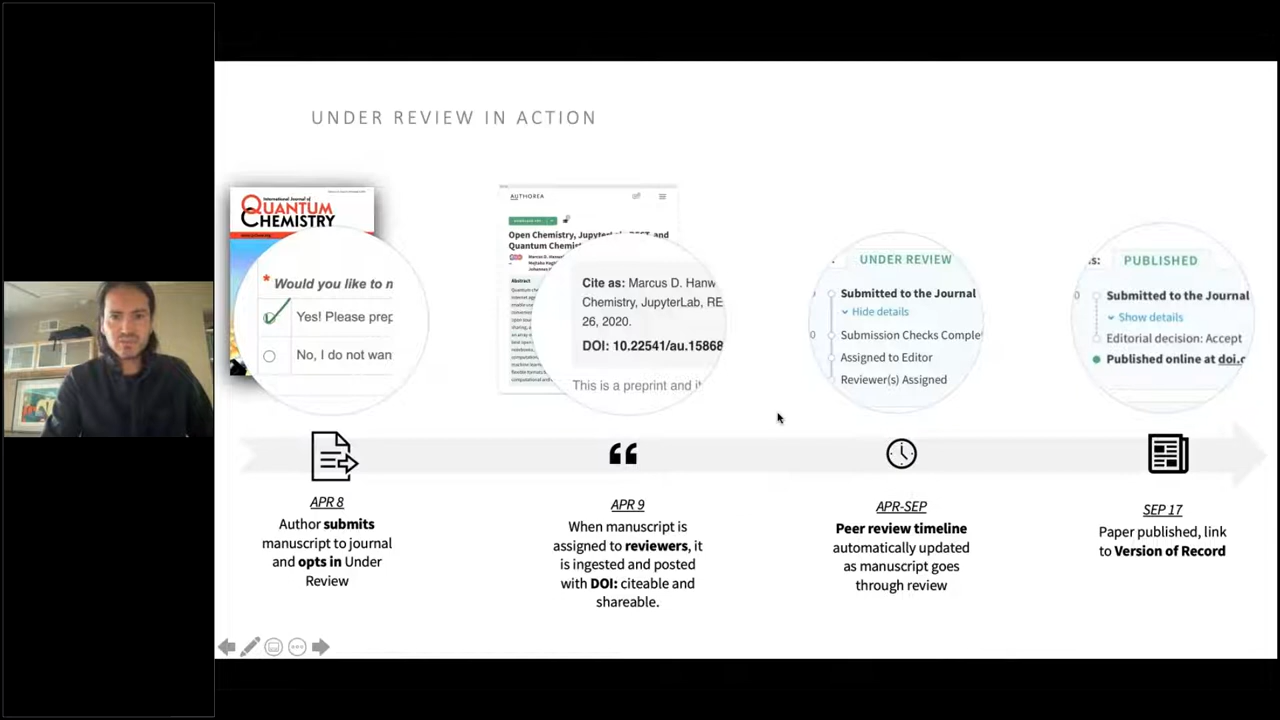 UNDER REVIEW IN ACTION
International Journal of
QUANTUM
CHEMISTRY
* Would you like to n
Yes! Please prep
No, I do not wan
AUTHOREA
Open Chemistry, JupyterLab, REST, and
Quantum Chemist
Abstract
Cite as: Marcus D. Hanw
Chemistry, JupyterLab, RE
26, 2020.
DOI: 10.22541/au.15868
This is a preprint and it
UNDER REVIEW
Submitted to the Journal
Hide details
Submission Checks Complet
Assigned to Editor
Reviewer(s) Assigned
s: PUBLISHED
Submitted to the Journal
Show details
Editorial decision: Accept
Published online at doi.o
APR 8
Author submits
manuscript to journal
and opts in Under
Review
APR 9
When manuscript is
assigned to reviewers, it
is ingested and posted
with DOI: citeable and
shareable.
APR-SEP
Peer review timeline
automatically updated
as manuscript goes
through review
SEP 17
Paper published, link
to Version of Record